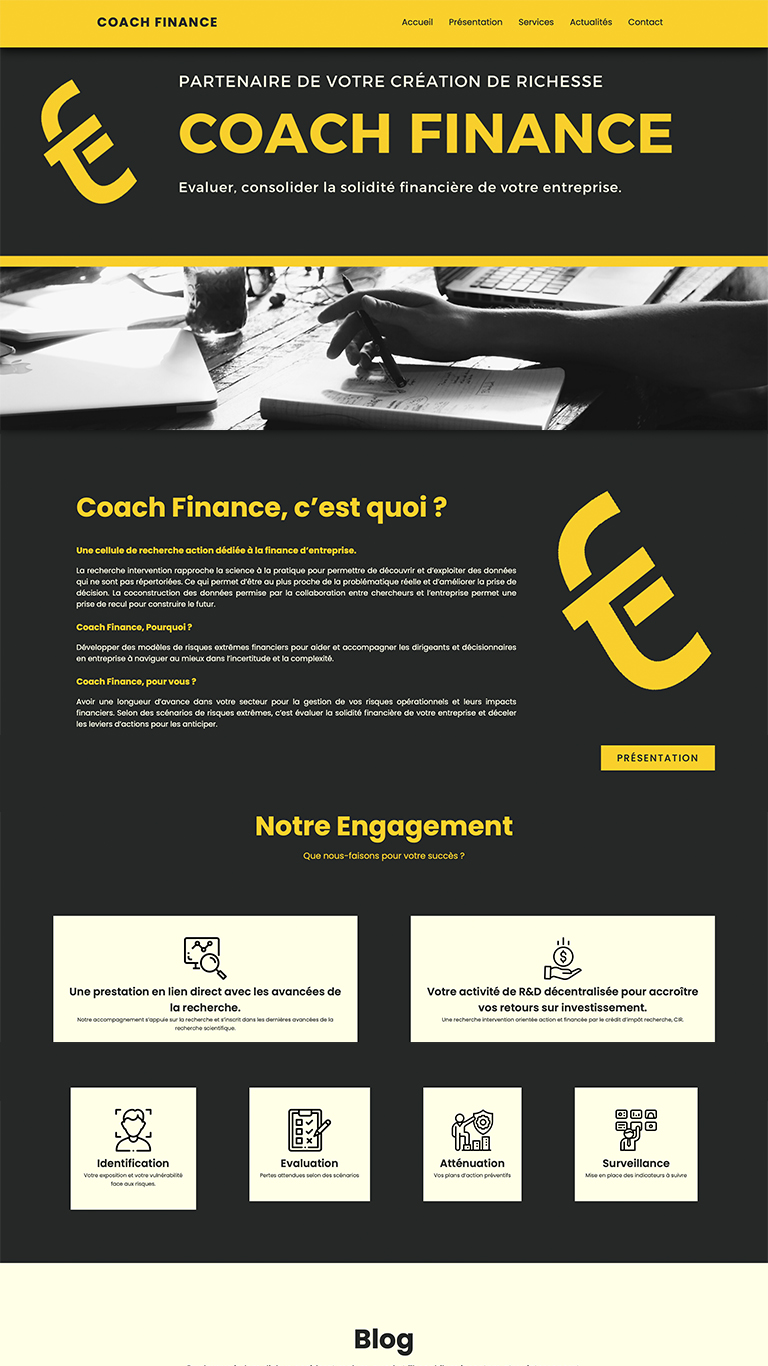 COACH FINANCE
Accueil Présentation Services Actualités Contact
PARTENAIRE DE VOTRE CRÉATION DE RICHESSE
COACH FINANCE
Evaluer, consolider la solidité financière de votre entreprise.
Coach Finance, c’est quoi ?
Une cellule de recherche action dédiée à la finance d’entreprise.
La recherche intervention rapproche la science à la pratique pour permettre de découvrir et d’exploiter des données
qui ne sont pas répertoriées. Ce qui permet d’être au plus proche de la problématique réelle et d’améliorer la prise de
décision. La coconstruction des données permise par la collaboration entre chercheurs et l’entreprise permet une
prise de recul pour construire le futur.
Coach Finance, Pourquoi ?
Développer des modèles de risques extrêmes financiers pour aider et accompagner les dirigeants et décisionnaires
en entreprise à naviguer au mieux dans l’incertitude et la complexité.
Coach Finance, pour vous ?
Avoir une longueur d’avance dans votre secteur pour la gestion de vos risques opérationnels et leurs impacts
financiers. Selon des scénarios de risques extrêmes, c’est évaluer la solidité financière de votre entreprise et déceler
les leviers d’actions pour les anticiper.
PRÉSENTATION
Notre Engagement
Que nous-faisons pour votre succès ?
Une prestation en lien direct avec les avancées de
la recherche.
Notre accompagnement s’appuie sur la recherche et s’inscrit dans les dernières avancées de la
recherche scientifique.
Votre activité de R&D décentralisée pour accroître
vos retours sur investissement.
Une recherche intervention orientée action et financée par le crédit d’impôt recherche, CIR.
Identification
Votre exposition et votre vulnérabilité
face aux risques.
Evaluation
Pertes attendues selon des scénarios
Atténuation
Vos plans d’action préventifs
Surveillance
Mise en place des indicateurs à suivre
Blog